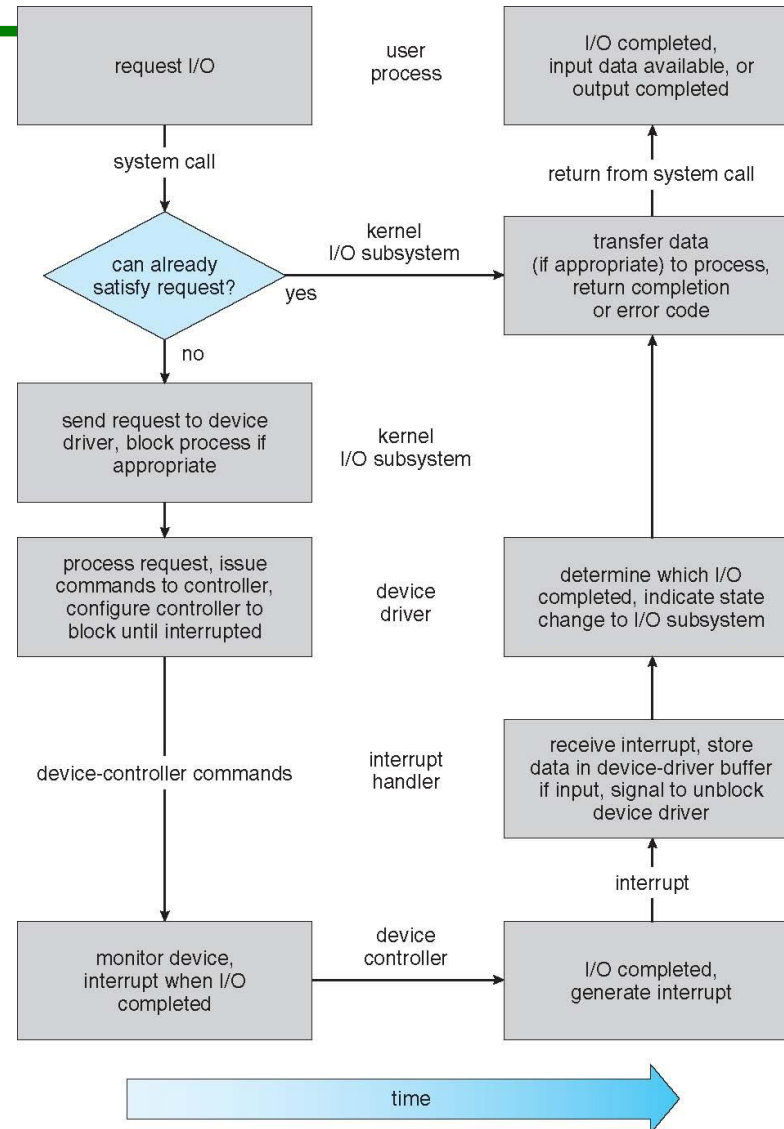 request I/O
user
process
I/O completed,
input data available, or
output completed
system call
return from system call
can already
satisfy request?
yes
no
kernel
I/O subsystem
transfer data
(if appropriate) to process,
return completion
or error code
send request to device
driver, block process if
appropriate
kernel
I/O subsystem
process request, issue
commands to controller,
configure controller to
block until interrupted
device
driver
determine which I/O
completed, indicate state
change to I/O subsystem
device-controller commands
interrupt
handler
receive interrupt, store
data in device-driver buffer
if input, signal to unblock
device driver
interrupt
monitor device,
interrupt when I/O
completed
device
controller
I/O completed,
generate interrupt
time